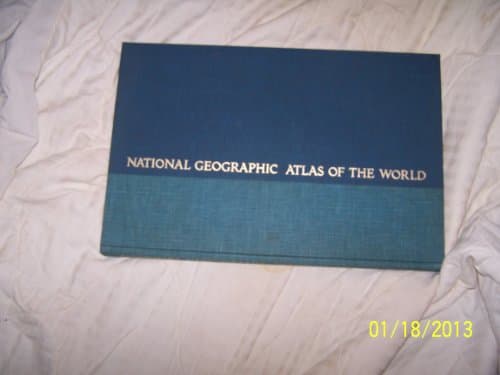 NATIONAL GEOGRAPHIC ATLAS OF THE WORLD
01/18/2013